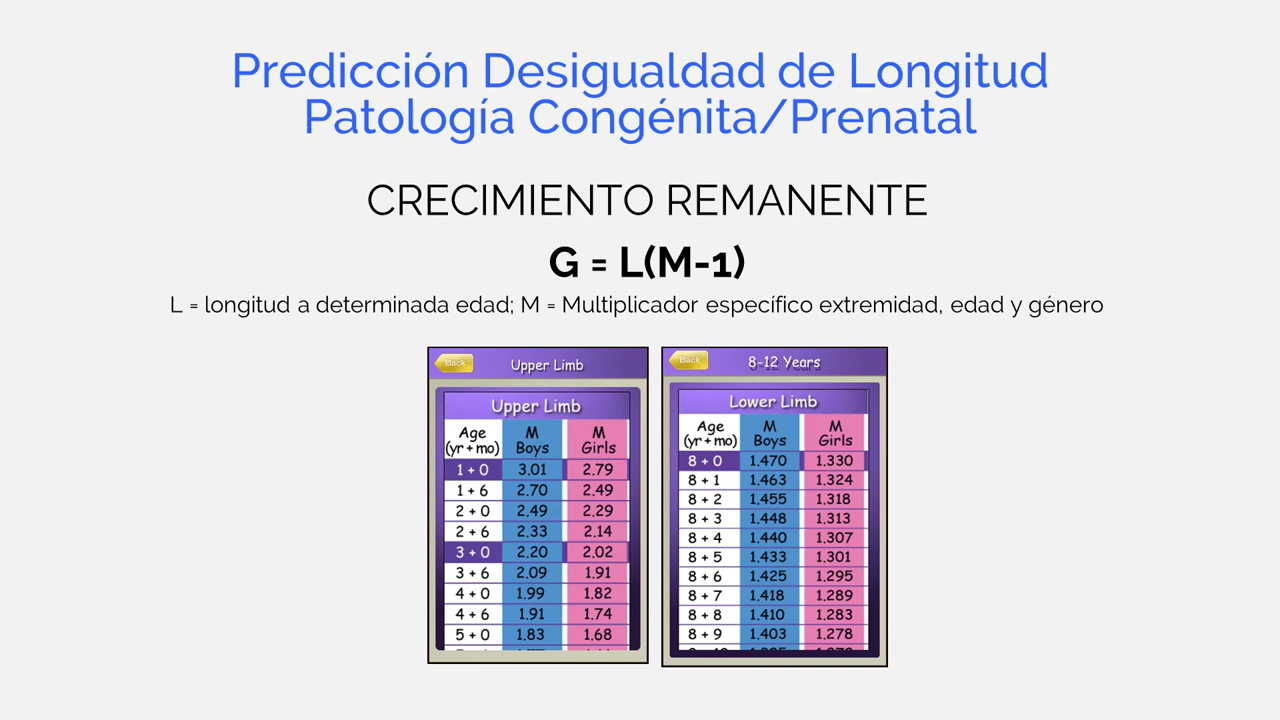 Predicción Desigualdad de Longitud
Patología Congénita/Prenatal
CRECIMIENTO REMANENTE
G = L(M-1)
L = longitud a determinada edad; M = Multiplicador específico extremidad, edad y género
Back Upper Limb
Upper Limb
Age (yr + mo) M Boys M Girls
1 + 0 3.01 2.79
1 + 6 2.70 2.49
2 + 0 2.49 2.29
2 + 6 2.33 2.14
3 + 0 2.20 2.02
3 + 6 2.09 1.91
4 + 0 1.99 1.82
4 + 6 1.91 1.74
5 + 0 1.83 1.68
Back 8-12 Years
Lower Limb
Age (yr + mo) M Boys M Girls
8 + 0 1.470 1.330
8 + 1 1.463 1.324
8 + 2 1.455 1.318
8 + 3 1.448 1.313
8 + 4 1.440 1.307
8 + 5 1.433 1.301
8 + 6 1.425 1.295
8 + 7 1.418 1.289
8 + 8 1.410 1.283
8 + 9 1.403 1.278